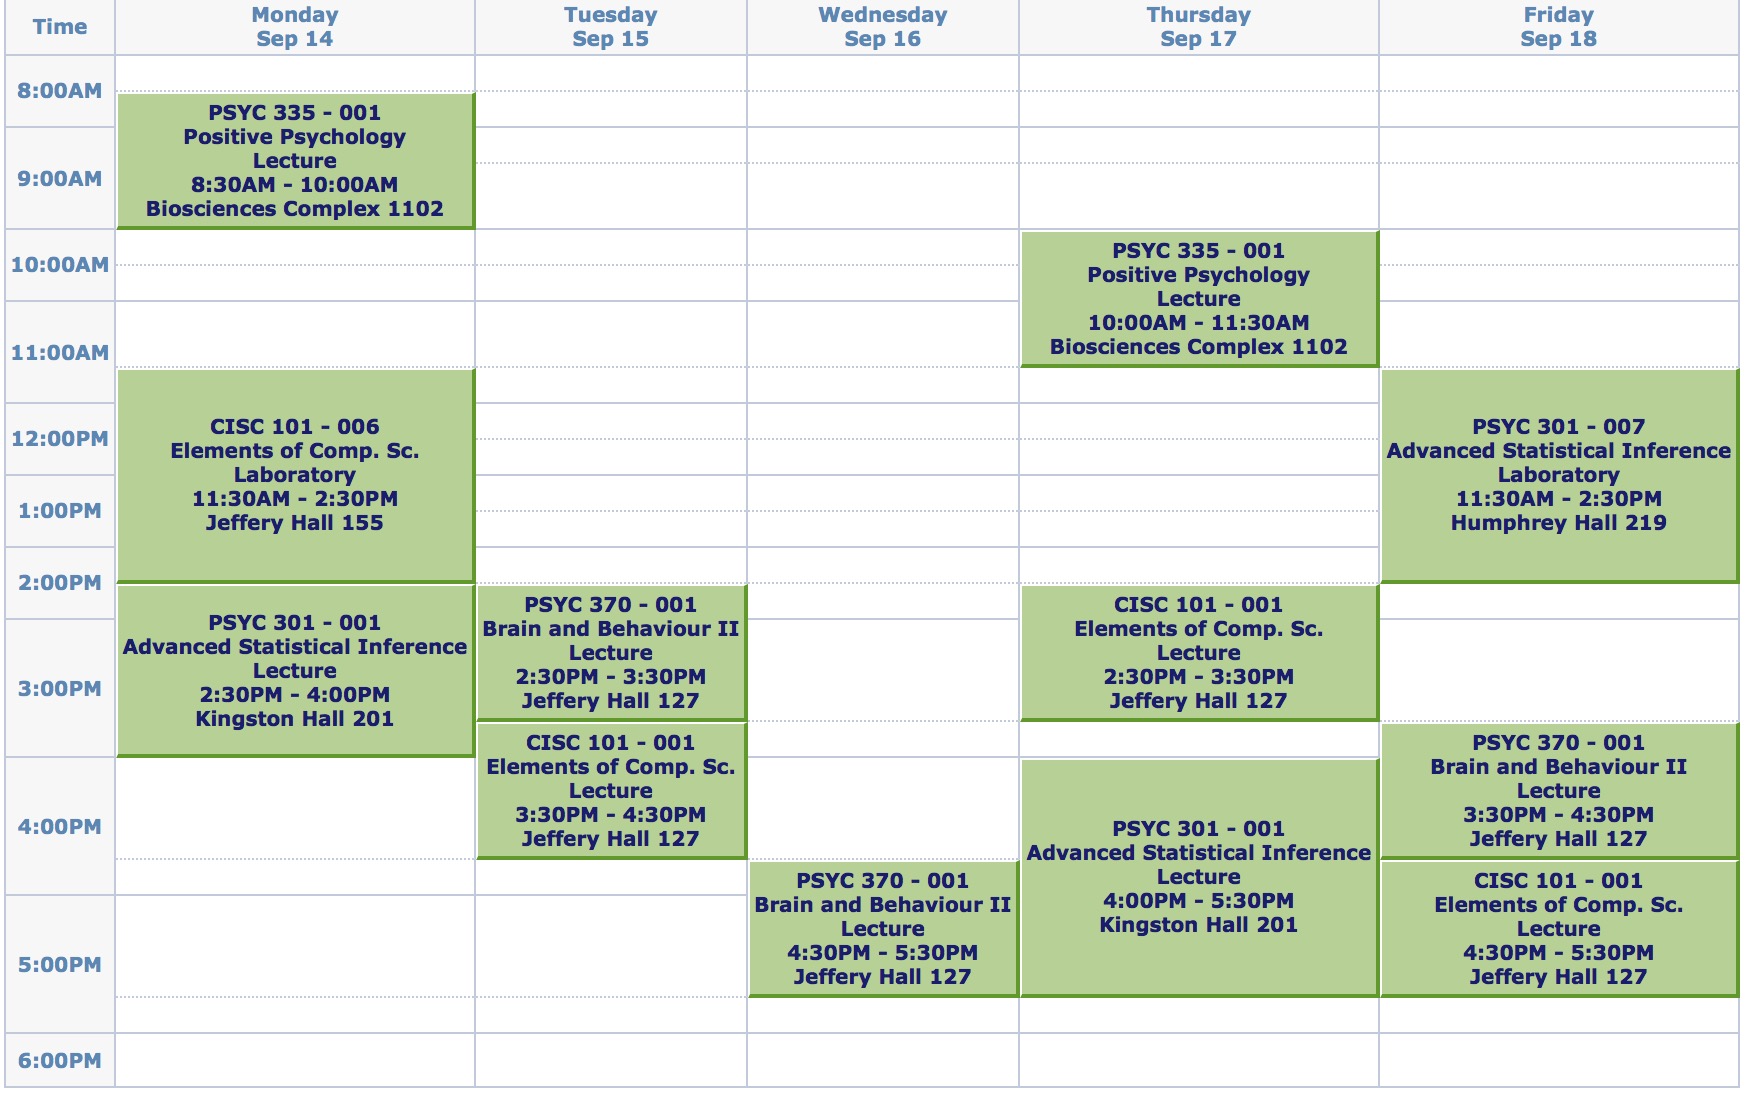 Time
Monday
Sep 14
Tuesday
Sep 15
Wednesday
Sep 16
Thursday
Sep 17
Friday
Sep 18
8:00AM
9:00AM
10:00AM
11:00AM
12:00PM
1:00PM
2:00PM
3:00PM
4:00PM
5:00PM
6:00PM
PSYC 335 - 001
Positive Psychology
Lecture
8:30AM - 10:00AM
Biosciences Complex 1102
CISC 101 - 006
Elements of Comp. Sc.
Laboratory
11:30AM - 2:30PM
Jeffery Hall 155
PSYC 301 - 001
Advanced Statistical Inference
Lecture
2:30PM - 4:00PM
Kingston Hall 201
PSYC 370 - 001
Brain and Behaviour II
Lecture
2:30PM - 3:30PM
Jeffery Hall 127
CISC 101 - 001
Elements of Comp. Sc.
Lecture
3:30PM - 4:30PM
Jeffery Hall 127
PSYC 370 - 001
Brain and Behaviour II
Lecture
4:30PM - 5:30PM
Jeffery Hall 127
PSYC 335 - 001
Positive Psychology
Lecture
10:00AM - 11:30AM
Biosciences Complex 1102
CISC 101 - 001
Elements of Comp. Sc.
Lecture
2:30PM - 3:30PM
Jeffery Hall 127
PSYC 301 - 001
Advanced Statistical Inference
Lecture
4:00PM - 5:30PM
Kingston Hall 201
PSYC 301 - 007
Advanced Statistical Inference
Laboratory
11:30AM - 2:30PM
Humphrey Hall 219
PSYC 370 - 001
Brain and Behaviour II
Lecture
3:30PM - 4:30PM
Jeffery Hall 127
CISC 101 - 001
Elements of Comp. Sc.
Lecture
4:30PM - 5:30PM
Jeffery Hall 127